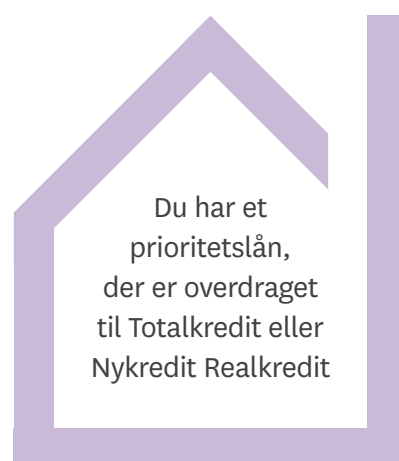 Du har et
prioritetslån,
der er overdraget
til Totalkredit eller
Nykredit Realkredit